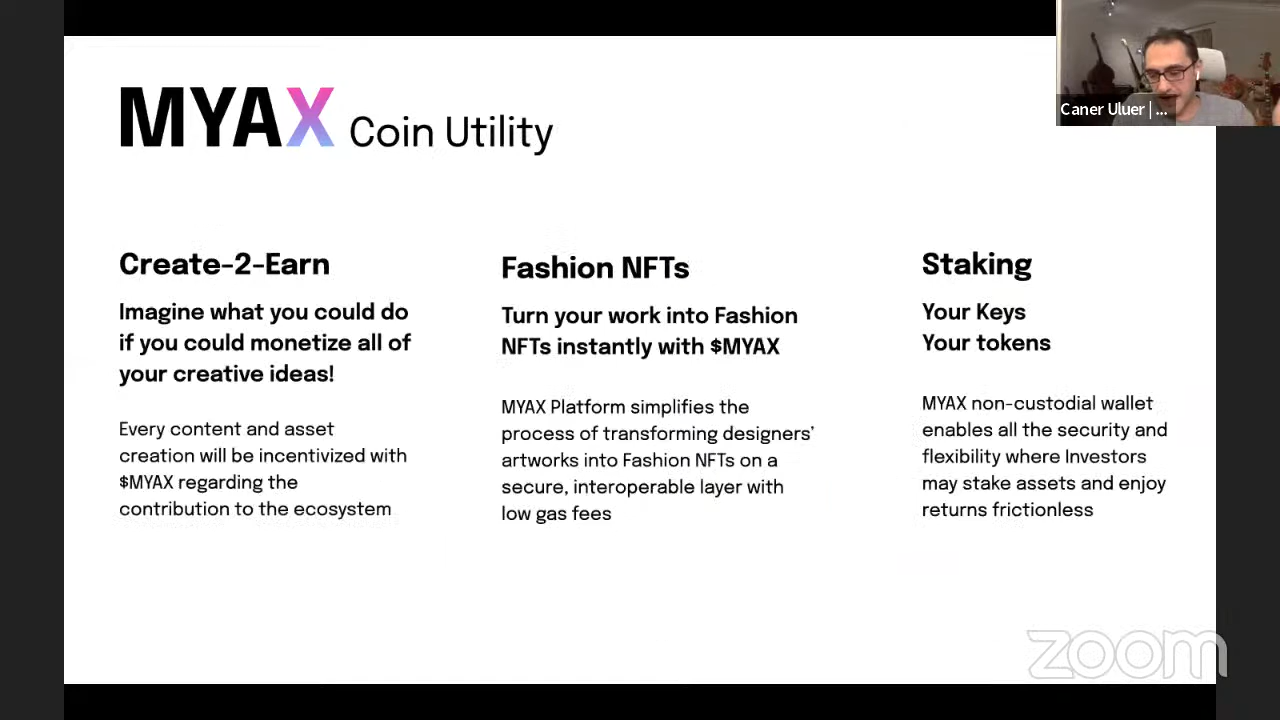 MYAX Coin Utility
Caner Uluer | ...
Create-2-Earn
Imagine what you could do
if you could monetize all of
your creative ideas!
Every content and asset
creation will be incentivized with
$MYAX regarding the
contribution to the ecosystem
Fashion NFTs
Turn your work into Fashion
NFTs instantly with $MYAX
MYAX Platform simplifies the
process of transforming designers’
artworks into Fashion NFTs on a
secure, interoperable layer with
low gas fees
Staking
Your Keys
Your tokens
MYAX non-custodial wallet
enables all the security and
flexibility where Investors
may stake assets and enjoy
returns frictionless
zoom